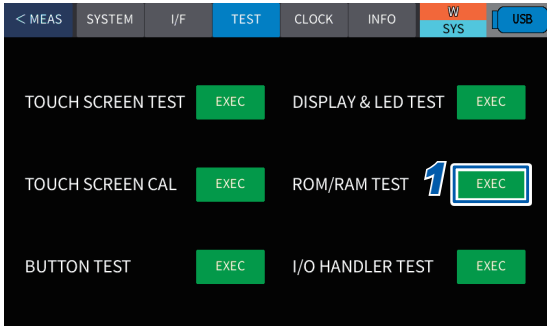 < MEAS SYSTEM I/F TEST CLOCK INFO W SYS USB
TOUCH SCREEN TEST EXEC DISPLAY & LED TEST EXEC
TOUCH SCREEN CAL EXEC ROM/RAM TEST 1 EXEC
BUTTON TEST EXEC I/O HANDLER TEST EXEC